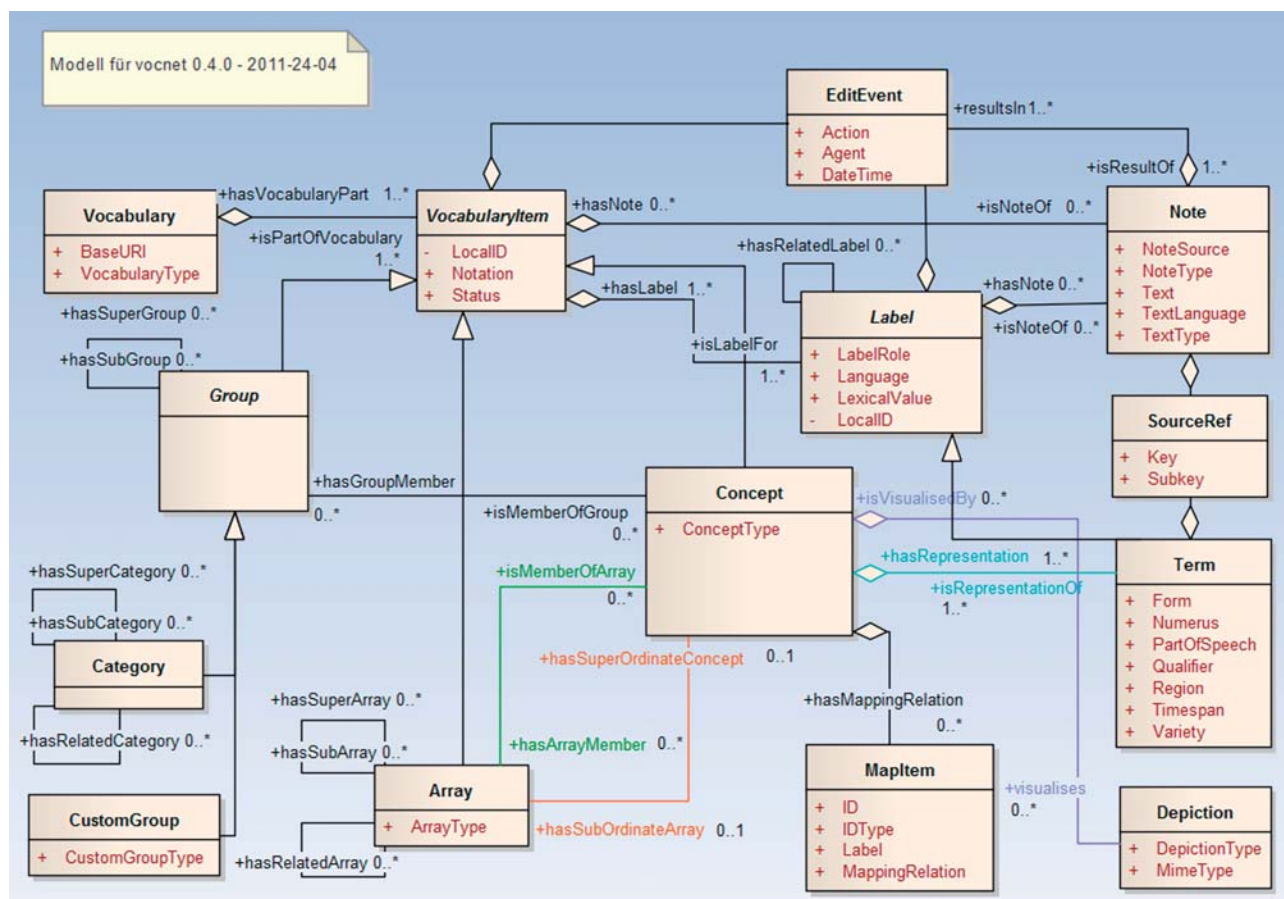 Modell für vocnet 0.4.0 - 2011-24-04
EditEvent
+ Action
+ Agent
+ DateTime
+resultsIn 1..*
+isResultOf 1..*
+hasVocabularyPart 1..*
+isPartOfVocabulary
1..*
Vocabulary
+ BaseURI
+ VocabularyType
VocabularyItem
- LocalID
+ Notation
+ Status
+hasNote 0..*
+isNoteOf 0..*
Note
+ NoteSource
+ NoteType
+ Text
+ TextLanguage
+ TextType
+hasRelatedLabel 0..*
+hasLabel 1..*
+isLabelFor
1..*
Label
+ LabelRole
+ Language
+ LexicalValue
- LocalID
+hasNote 0..*
+isNoteOf 0..*
+hasSuperGroup 0..*
+hasSubGroup 0..*
Group
SourceRef
+ Key
+ Subkey
+hasGroupMember
0..*
+isMemberOfGroup
0..*
Concept
+ ConceptType
+isVisualisedBy 0..*
+hasRepresentation 1..*
+isRepresentationOf
1..*
Term
+ Form
+ Numerus
+ PartOfSpeech
+ Qualifier
+ Region
+ Timespan
+ Variety
+hasSuperCategory 0..*
+hasSubCategory 0..*
Category
+hasRelatedCategory 0..*
+isMemberOfArray
0..*
+hasSuperOrdinateConcept 0..1
+hasMappingRelation
0..*
+hasSuperArray 0..*
+hasSubArray 0..*
+hasArrayMember 0..*
Array
+ ArrayType
+hasSubOrdinateArray 0..1
+hasRelatedArray 0..*
CustomGroup
+ CustomGroupType
MapItem
+ ID
+ IDType
+ Label
+ MappingRelation
+visualises
0..*
Depiction
+ DepictionType
+ MimeType